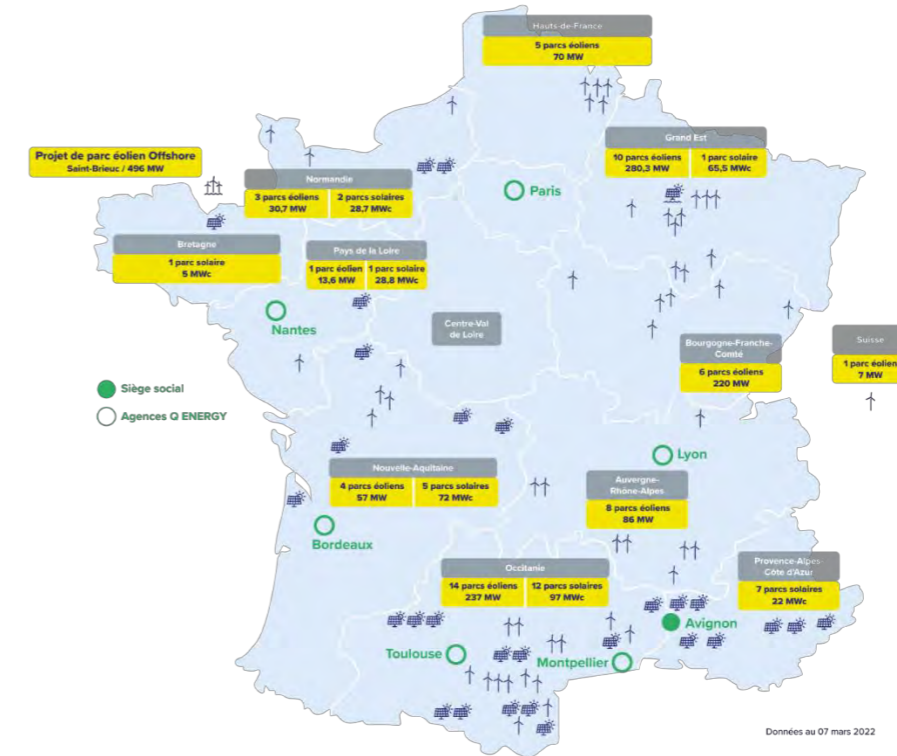 Hauts-de-France
5 parcs éoliens
70 MW
Grand Est
10 parcs éoliens
280,3 MW
1 parc solaire
65,5 MWc
Projet de parc éolien Offshore
Saint-Brieuc / 496 MW
Normandie
3 parcs éoliens
30,7 MW
2 parcs solaires
28,7 MWc
Paris
Bretagne
1 parc solaire
5 MWc
Pays de la Loire
1 parc éolien
13,6 MW
1 parc solaire
28,8 MWc
Nantes
Centre-Val
de Loire
Bourgogne-Franche-
Comté
6 parcs éoliens
220 MW
Suisse
1 parc éolien
7 MW
Siège social
Agences Q ENERGY
Lyon
Nouvelle-Aquitaine
4 parcs éoliens
57 MW
5 parcs solaires
72 MWc
Auvergne-
Rhône-Alpes
8 parcs éoliens
86 MW
Bordeaux
Occitanie
14 parcs éoliens
237 MW
12 parcs solaires
97 MWc
Provence-Alpes-
Côte d'Azur
7 parcs solaires
22 MWc
Avignon
Toulouse
Montpellier
Données au 07 mars 2022